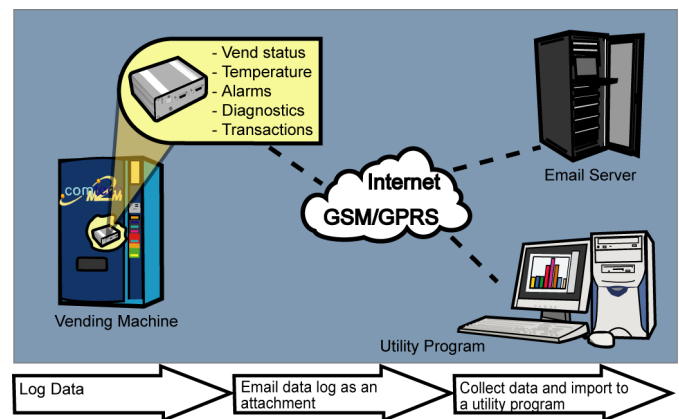 - Vend status
- Temperature
- Alarms
- Diagnostics
- Transactions
Internet
GSM/GPRS
Email Server
Vending Machine
Utility Program
Log Data
Email data log as an
attachment
Collect data and import to
a utility program